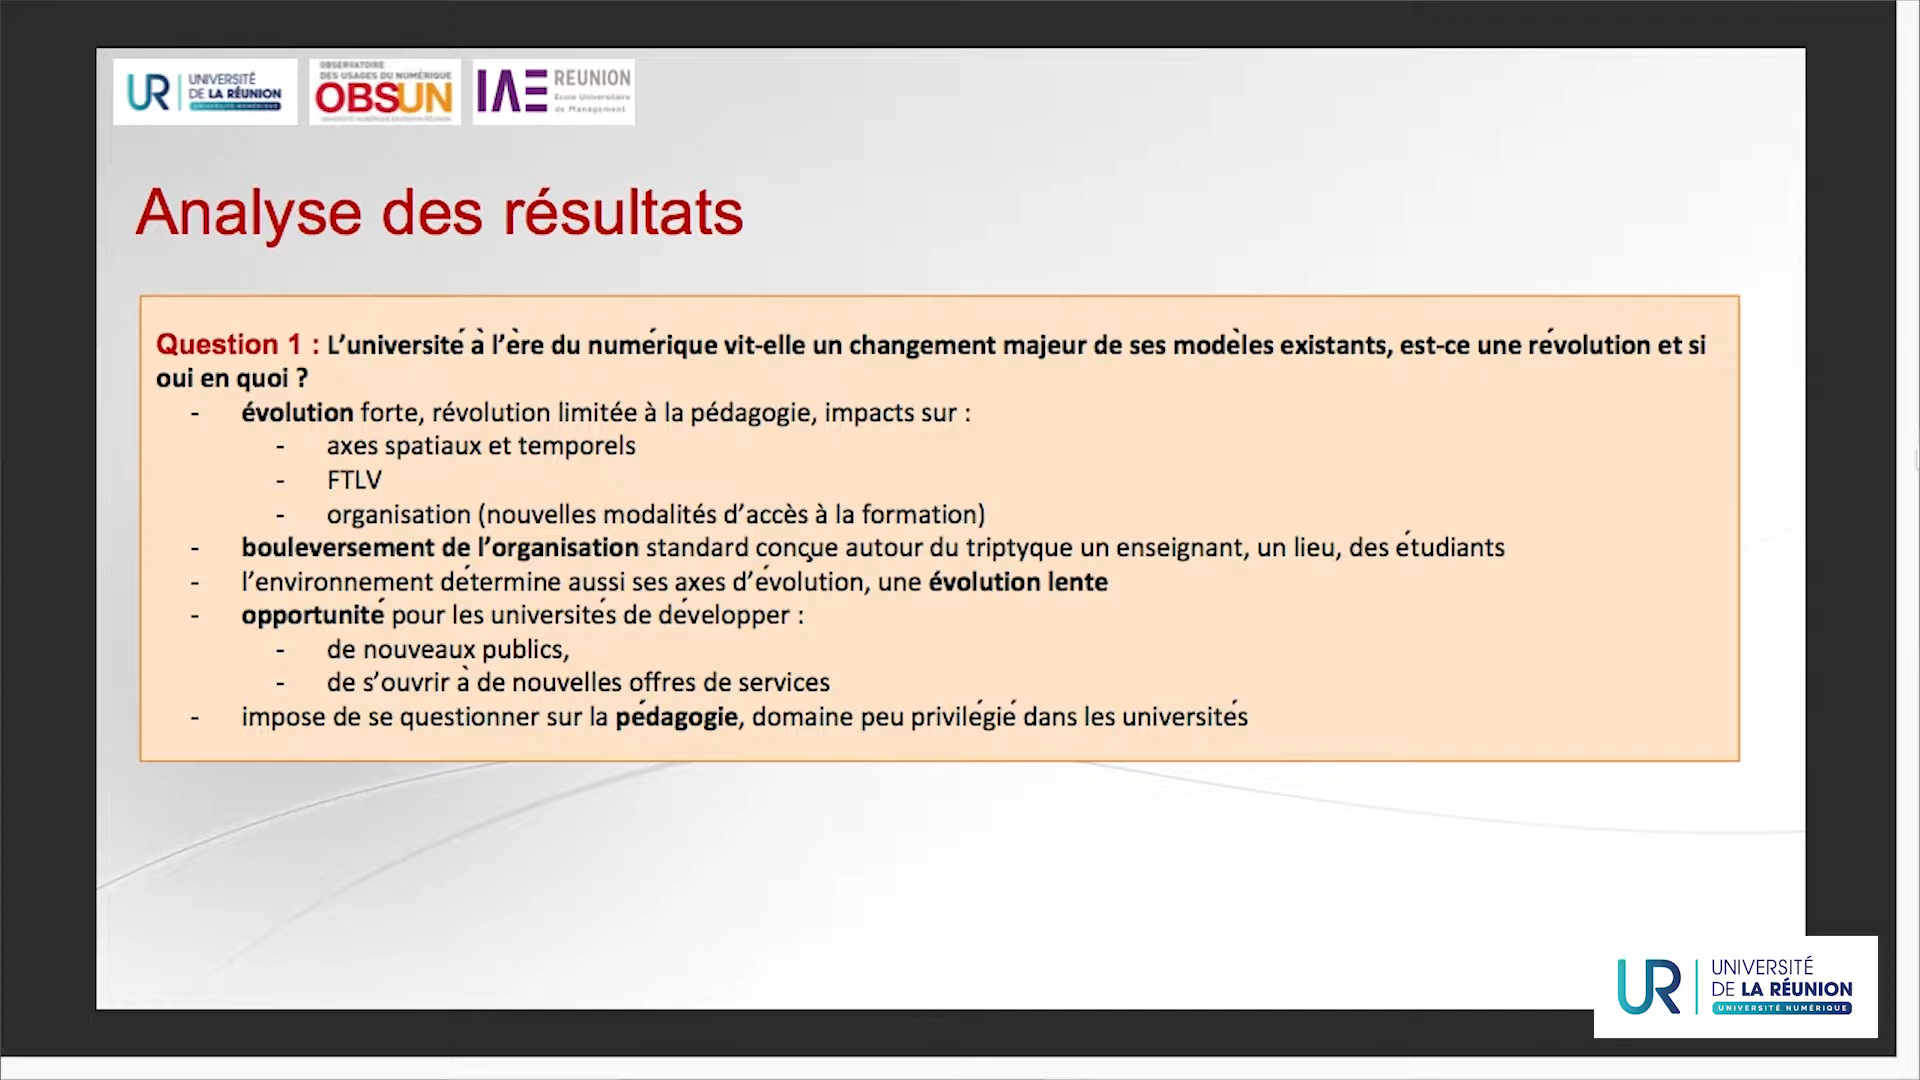 UR UNIVERSITÉ
DE LA RÉUNION
UNIVERSITÉ NUMÉRIQUE
OBSERVATOIRE
DES USAGES DU NUMÉRIQUE
OBSUN
IAE REUNION
Ecole Universitaire
de Management
Analyse des résultats
Question 1 : L’université à l’ère du numérique vit-elle un changement majeur de ses modèles existants, est-ce une révolution et si
oui en quoi ?
- évolution forte, révolution limitée à la pédagogie, impacts sur :
- axes spatiaux et temporels
- FTLV
- organisation (nouvelles modalités d’accès à la formation)
- bouleversement de l’organisation standard conçue autour du triptyque un enseignant, un lieu, des étudiants
- l’environnement détermine aussi ses axes d’évolution, une évolution lente
- opportunité pour les universités de développer :
- de nouveaux publics,
- de s’ouvrir à de nouvelles offres de services
- impose de se questionner sur la pédagogie, domaine peu privilégié dans les universités
UR UNIVERSITÉ
DE LA RÉUNION
UNIVERSITÉ NUMÉRIQUE